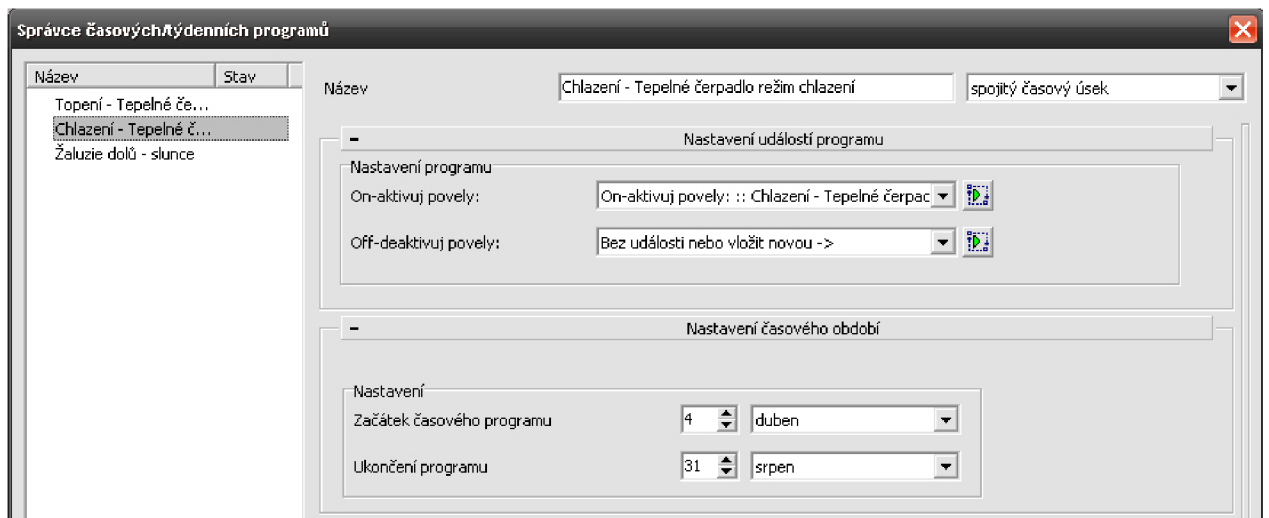 Správce časových/týdenních programů
Název Stav
Topení - Tepelné če...
Chlazení - Tepelné č...
Žaluzie dolů - slunce
Název Chlazení - Tepelné čerpadlo režim chlazení spojitý časový úsek
Nastavení událostí programu
Nastavení programu
On-aktivuj povely: On-aktivuj povely: :: Chlazení - Tepelné čerpac
Off-deaktivuj povely: Bez události nebo vložit novou ->
Nastavení časového období
Nastavení
Začátek časového programu 4 duben
Ukončení programu 31 srpen